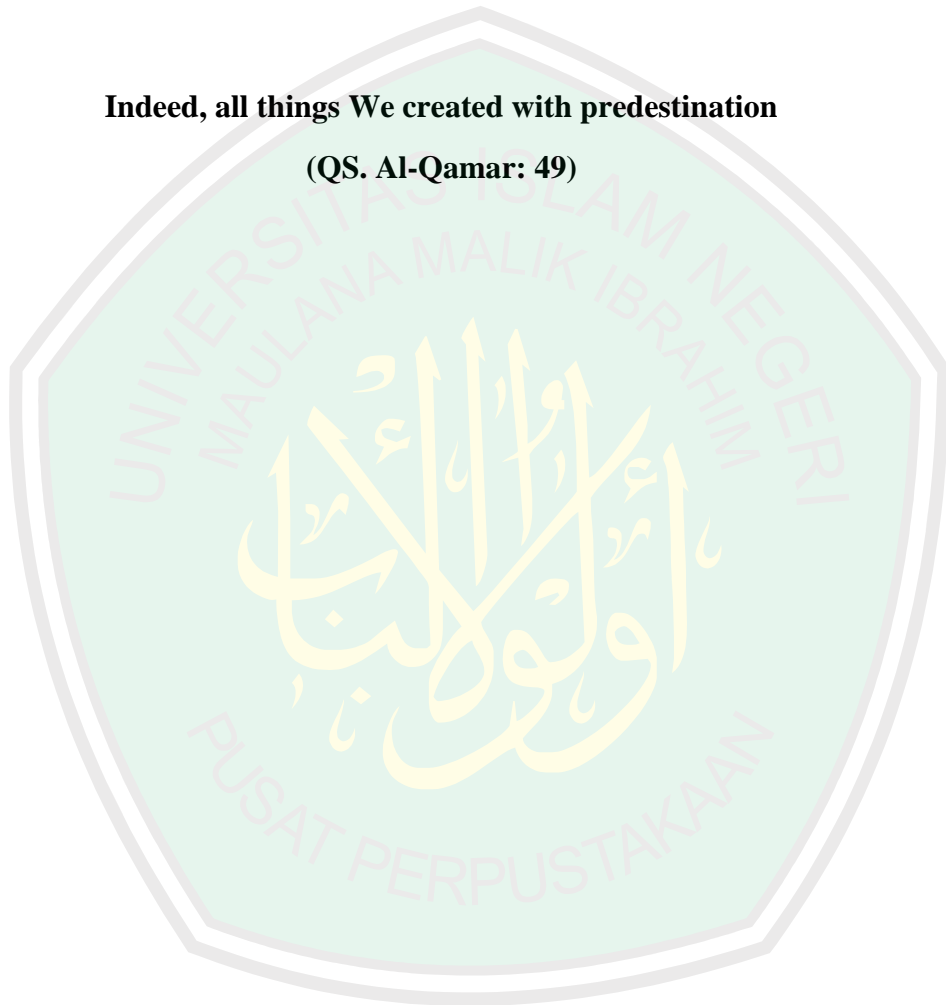 Indeed, all things We created with predestination
(QS. Al-Qamar: 49)
UNIVERSITAS ISLAM NEGERI
MAULANA MALIK IBRAHIM
أولوا الألباب
PUSAT PERPUSTAKAAN